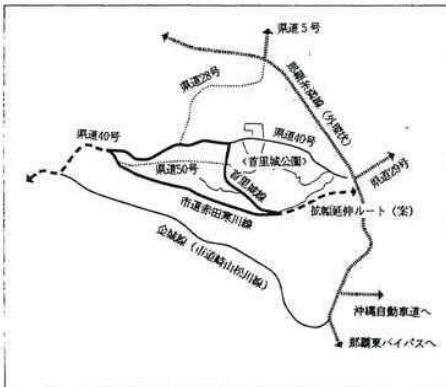 県道5号
県道28号
那覇糸満線(外環状)
県道40号
県道40号
<首里城公園>
県道29号
県道50号
首里城線
拡幅延伸ルート(案)
市道赤田寒川線
金城線(市道崎山松川線)
沖縄自動車道へ
那覇東バイパスへ